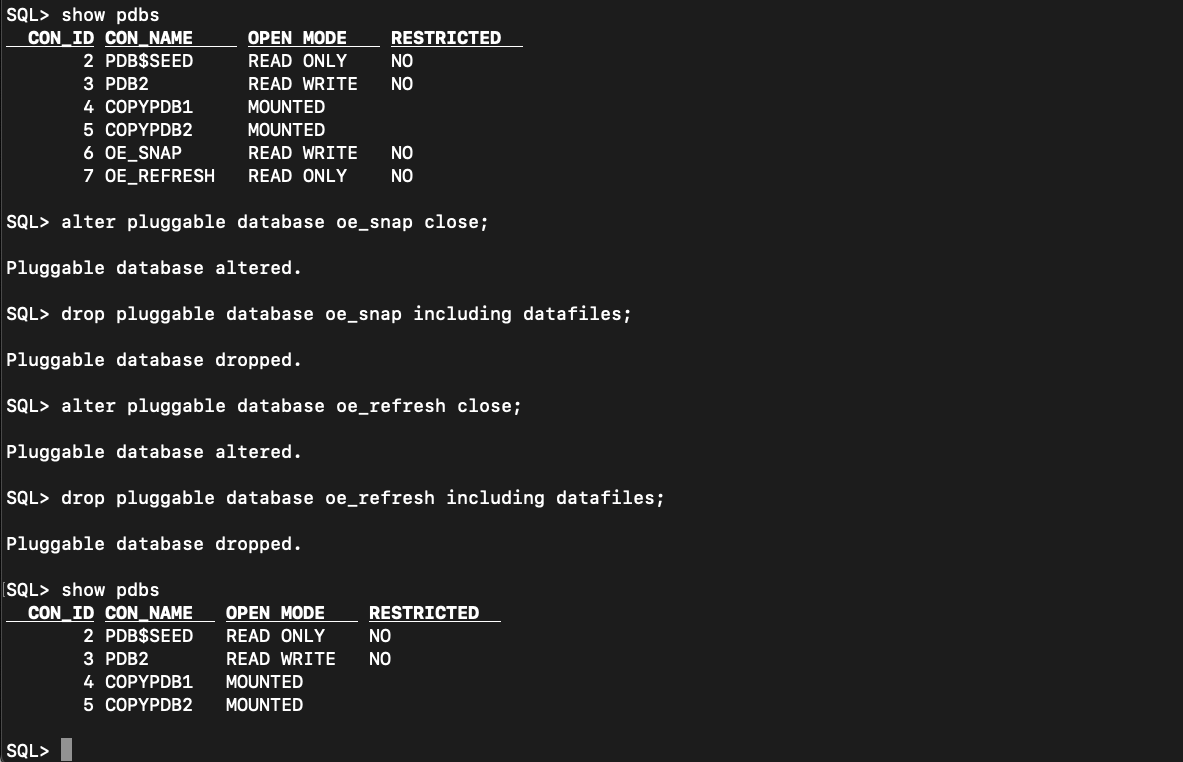 SQL> show pdbs
CON_ID CON_NAME OPEN MODE RESTRICTED
2 PDB$SEED READ ONLY NO
3 PDB2 READ WRITE NO
4 COPYPDB1 MOUNTED
5 COPYPDB2 MOUNTED
6 OE_SNAP READ WRITE NO
7 OE_REFRESH READ ONLY NO
SQL> alter pluggable database oe_snap close;
Pluggable database altered.
SQL> drop pluggable database oe_snap including datafiles;
Pluggable database dropped.
SQL> alter pluggable database oe_refresh close;
Pluggable database altered.
SQL> drop pluggable database oe_refresh including datafiles;
Pluggable database dropped.
SQL> show pdbs
CON_ID CON_NAME OPEN MODE RESTRICTED
2 PDB$SEED READ ONLY NO
3 PDB2 READ WRITE NO
4 COPYPDB1 MOUNTED
5 COPYPDB2 MOUNTED
SQL>